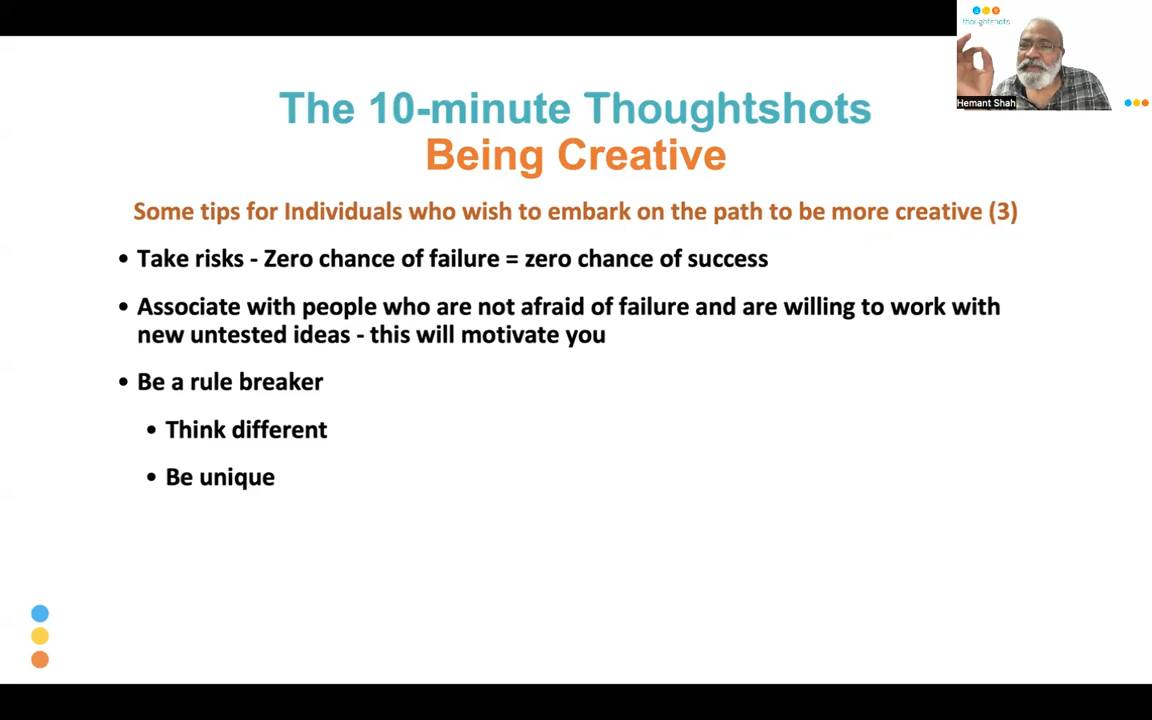 thoughtshots
Hemant Shah
The 10-minute Thoughtshots
Being Creative
Some tips for Individuals who wish to embark on the path to be more creative (3)
• Take risks - Zero chance of failure = zero chance of success
• Associate with people who are not afraid of failure and are willing to work with
new untested ideas - this will motivate you
• Be a rule breaker
• Think different
• Be unique